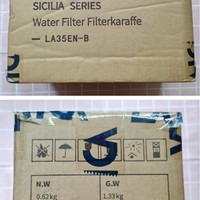 SICILIA SERIES
Water Filter Filterkaraffe
LA35EN-B
N.W G.W
0.62kg 1.33kg